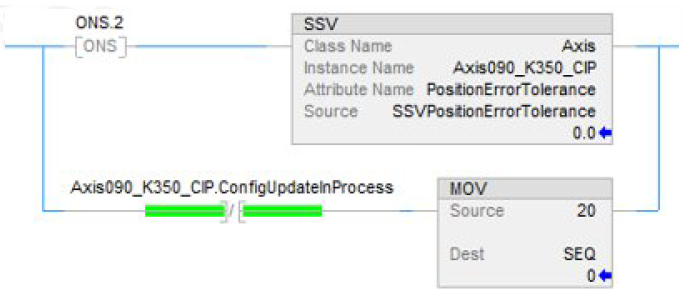 ONS.2
[ONS]
SSV
Class Name Axis
Instance Name Axis090_K350_CIP
Attribute Name PositionErrorTolerance
Source SSVPositionErrorTolerance
0.0
Axis090_K350_CIP.ConfigUpdateInProcess
]/[
MOV
Source 20
Dest SEQ
0